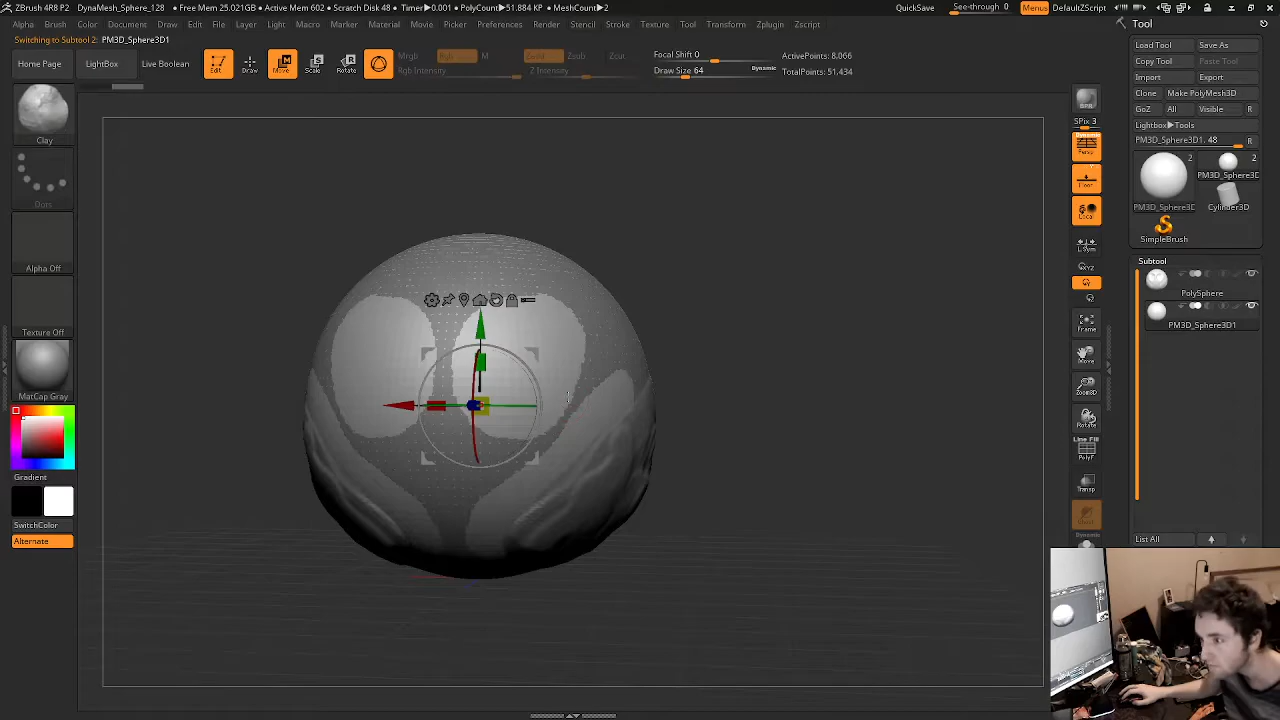 ZBrush 4R8 P2 DynaMesh_Sphere_128 • Free Mem 25.021GB • Active Mem 602 • Scratch Disk 48 • Timer▶0.001 • PolyCount▶51.884 KP • MeshCount▶2 QuickSave See-through 0 Menus DefaultZScript
Alpha Brush Color Document Draw Edit File Layer Light Macro Marker Material Movie Picker Preferences Render Stencil Stroke Texture Tool Transform Zplugin Zscript
Switching to Subtool 2: PM3D_Sphere3D1
Home Page LightBox Live Boolean Edit Draw Move Scale Rotate
Mrgb Rgb M Zadd Zsub Zcut
Rgb Intensity Z Intensity
Focal Shift 0
Draw Size 64 Dynamic
ActivePoints: 8,066
TotalPoints: 51,434
Clay
Dots
Alpha Off
Texture Off
MatCap Gray
Gradient
SwitchColor
Alternate
BPR
SPix 3
Dynamic
Persp
Floor
Local
L.Sym
Frame
Move
Zoom3D
Rotate
Line Fill
PolyF
Transp
Ghost
Dynamic
Tool
Load Tool Save As
Copy Tool Paste Tool
Import Export
Clone Make PolyMesh3D
GoZ All Visible R
Lightbox▶Tools
PM3D_Sphere3D1. 48 R
2 2
PM3D_Sphere3D
PM3D_Sphere3D Cylinder3D
SimpleBrush
Subtool
PolySphere
PM3D_Sphere3D1
List All